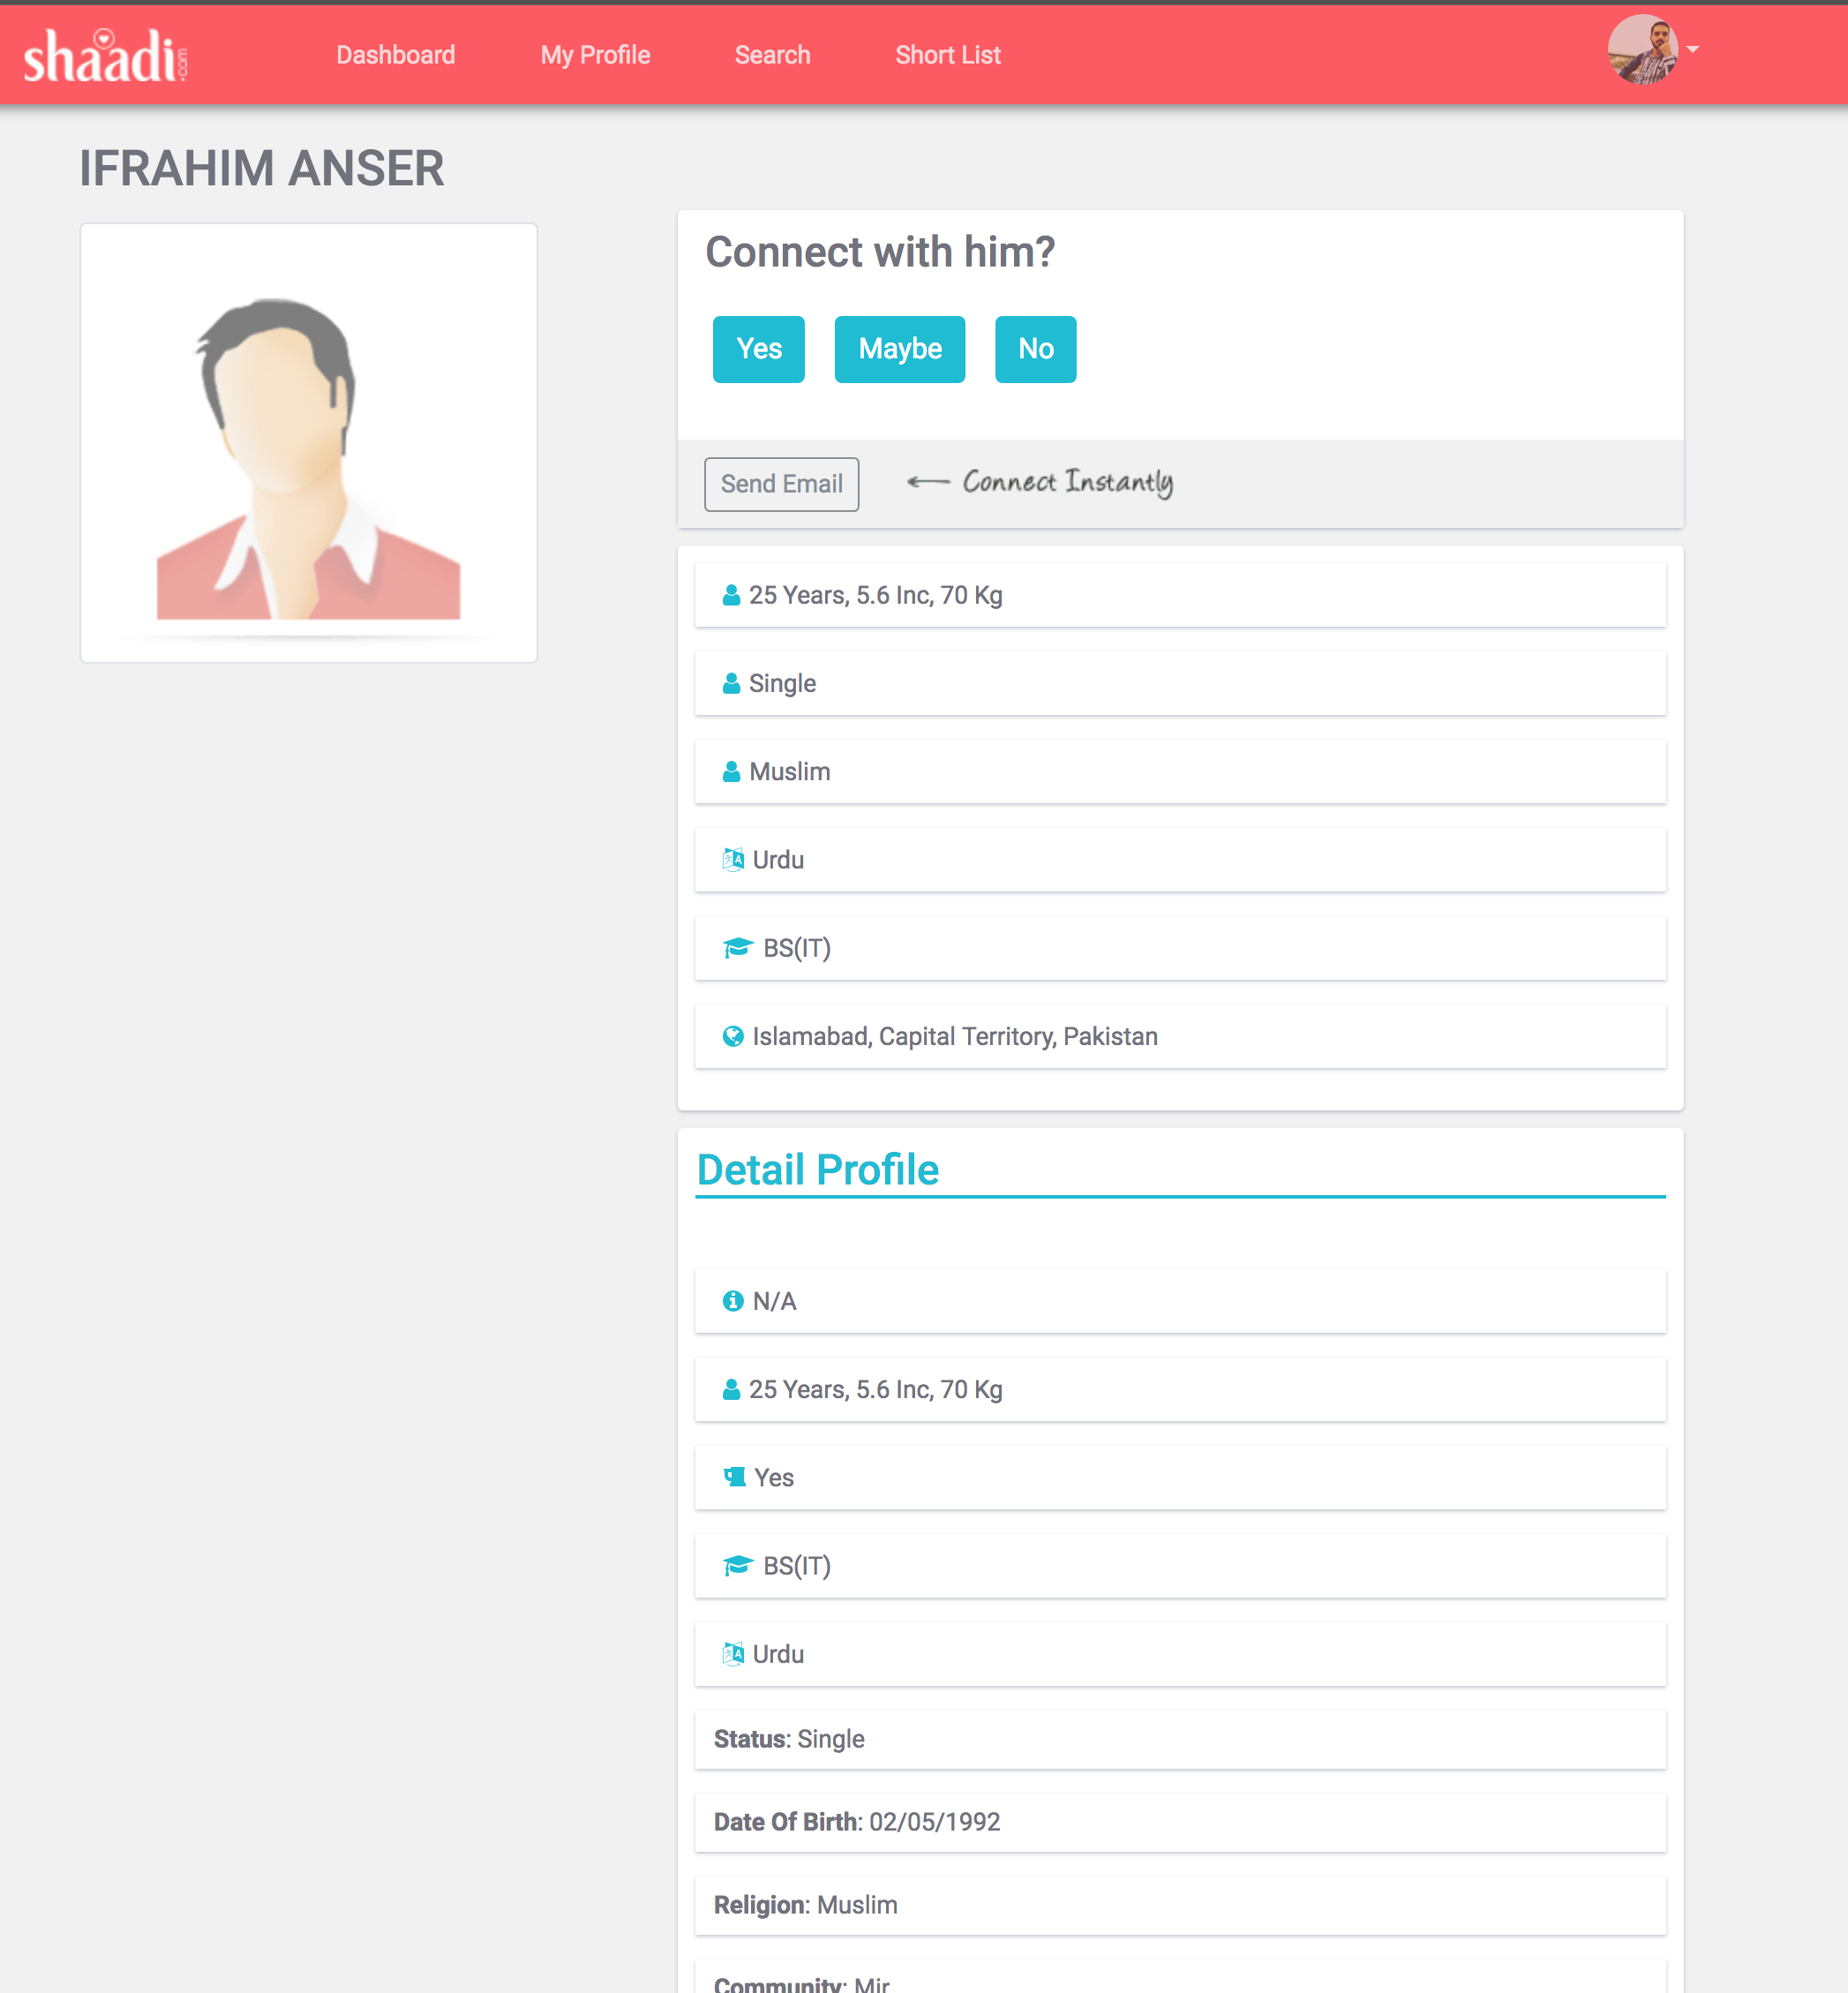 shaadi.com
Dashboard
My Profile
Search
Short List
IFRAHIM ANSER
Connect with him?
Yes
Maybe
No
Send Email
Connect Instantly
25 Years, 5.6 Inc, 70 Kg
Single
Muslim
Urdu
BS(IT)
Islamabad, Capital Territory, Pakistan
Detail Profile
N/A
25 Years, 5.6 Inc, 70 Kg
Yes
BS(IT)
Urdu
Status: Single
Date Of Birth: 02/05/1992
Religion: Muslim
Community: Mir